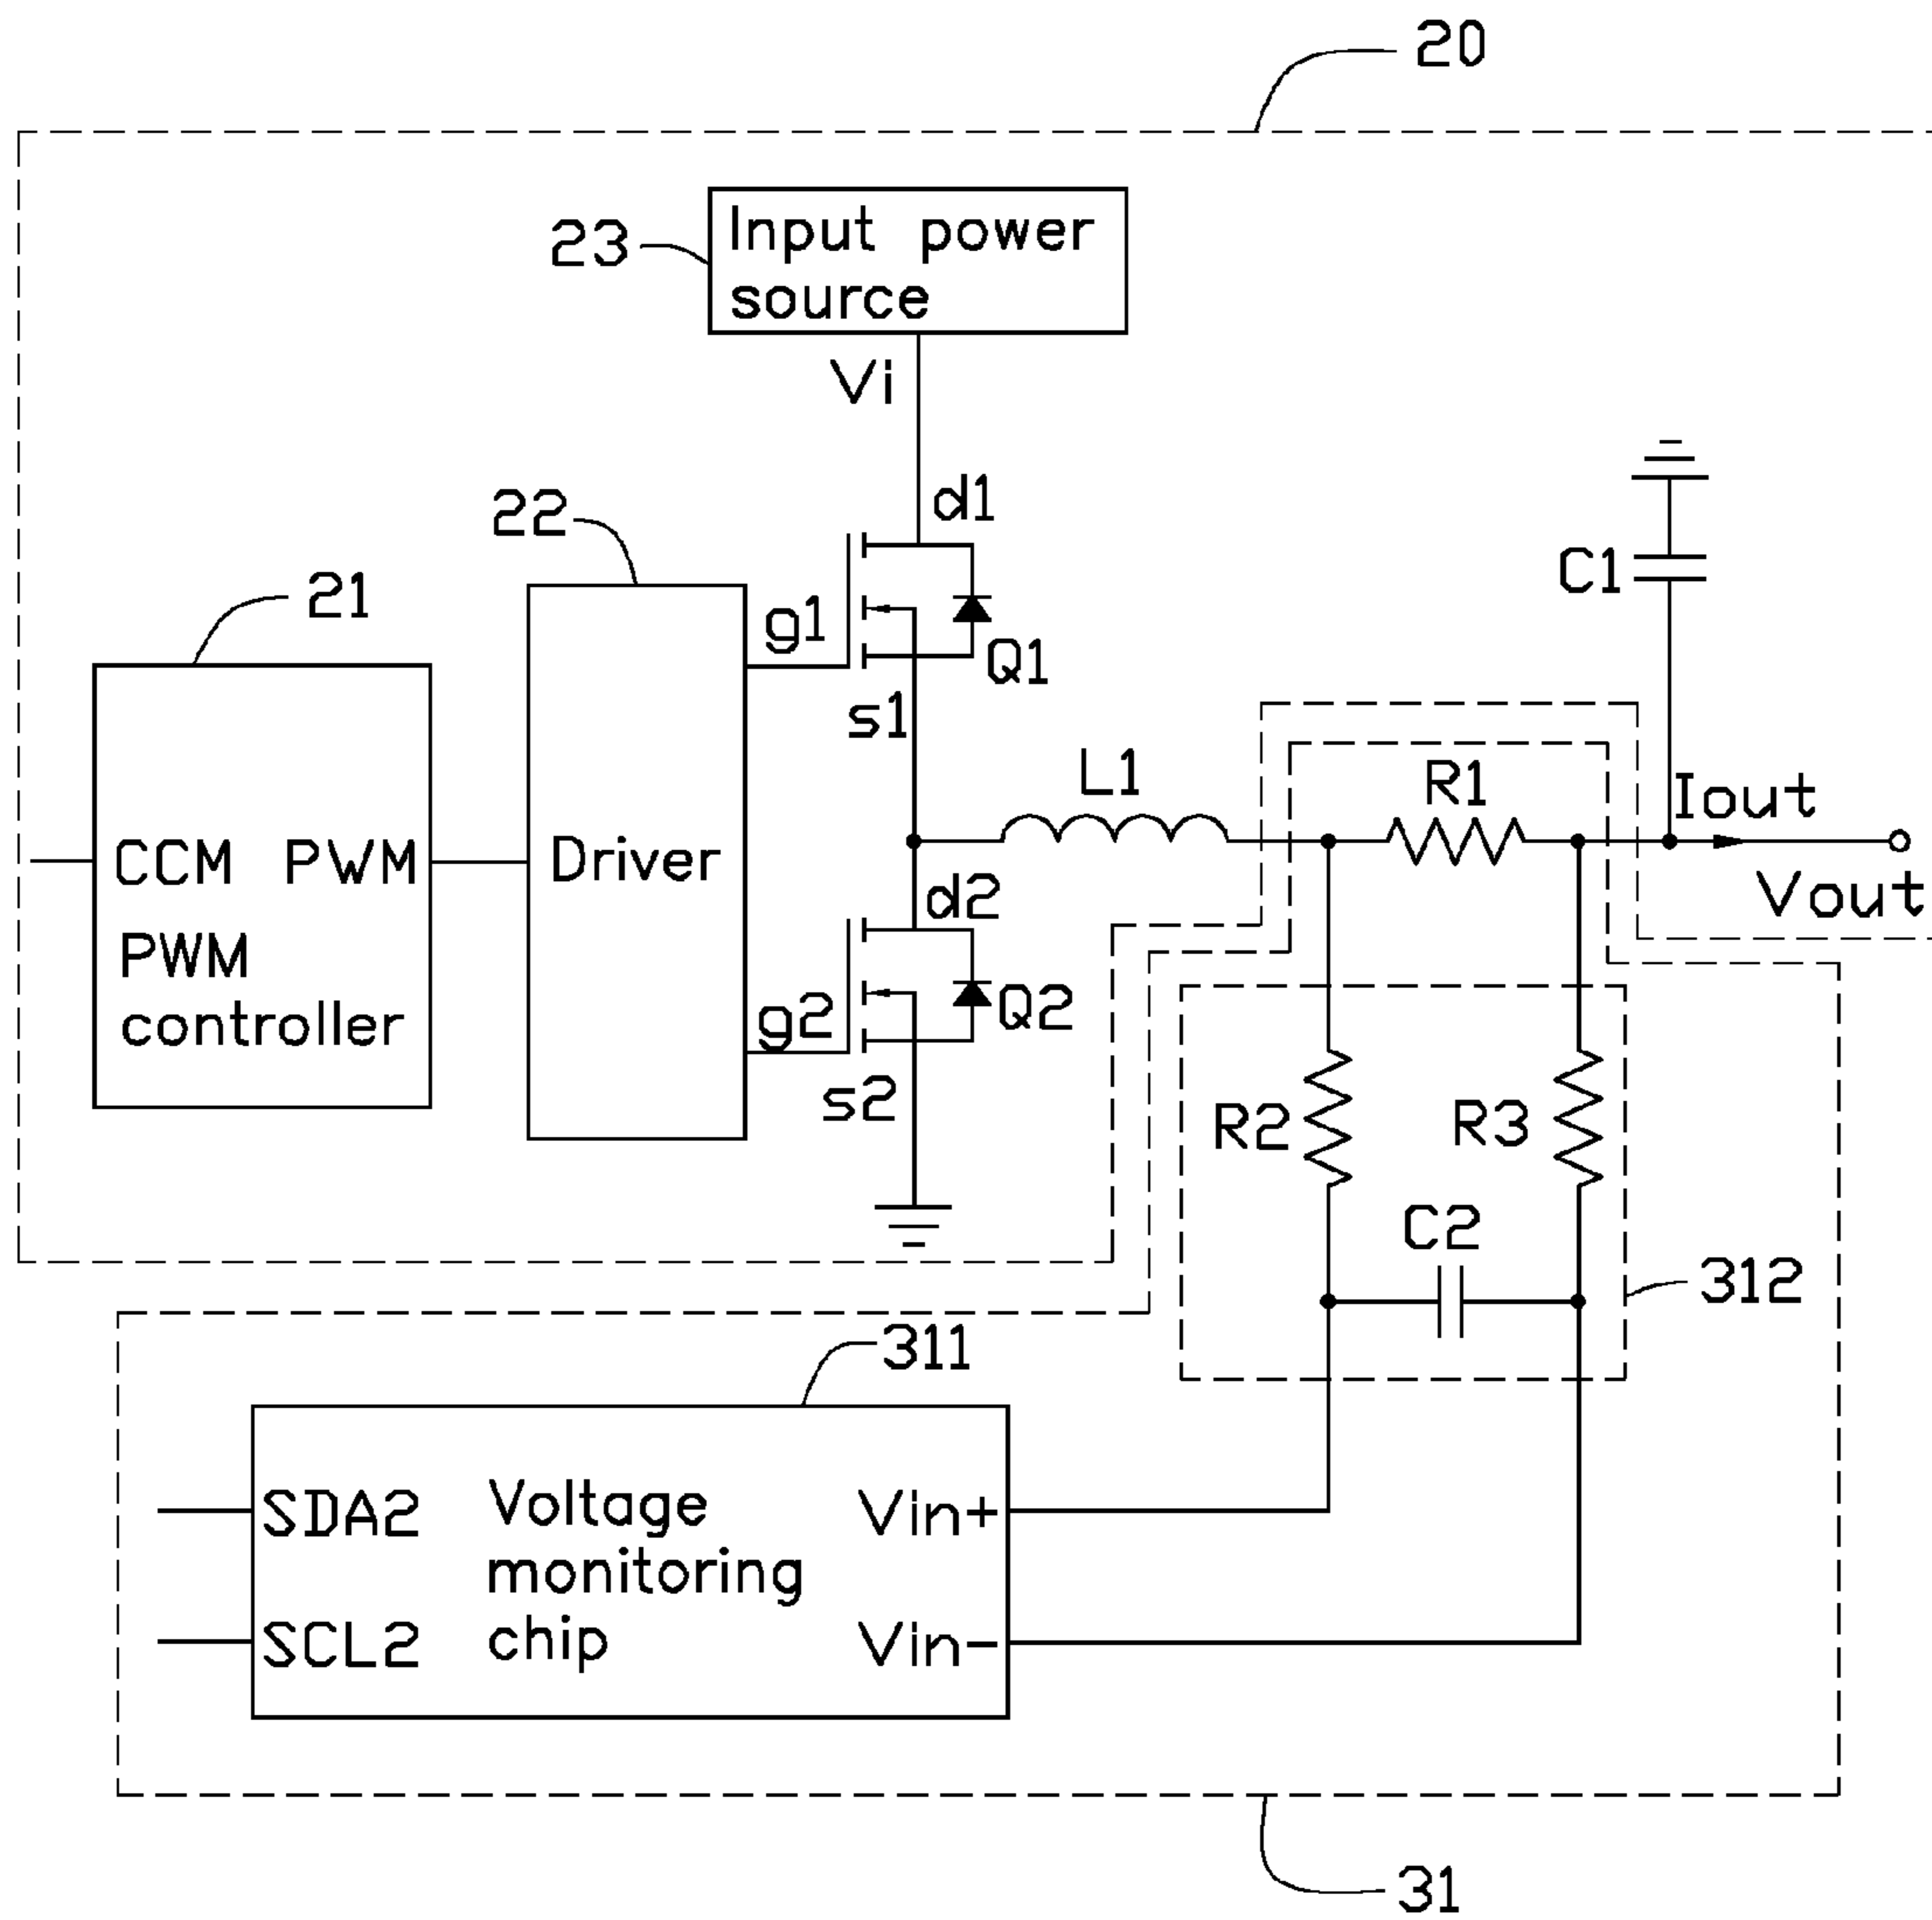 20
23
Input power
source
Vi
22
d1
C1
21
g1
Q1
s1
L1
R1
Iout
CCM PWM
Driver
d2
Vout
PWM
controller
g2
Q2
s2
R2
R3
C2
312
311
SDA2
Voltage
monitoring
chip
Vin+
SCL2
Vin-
31